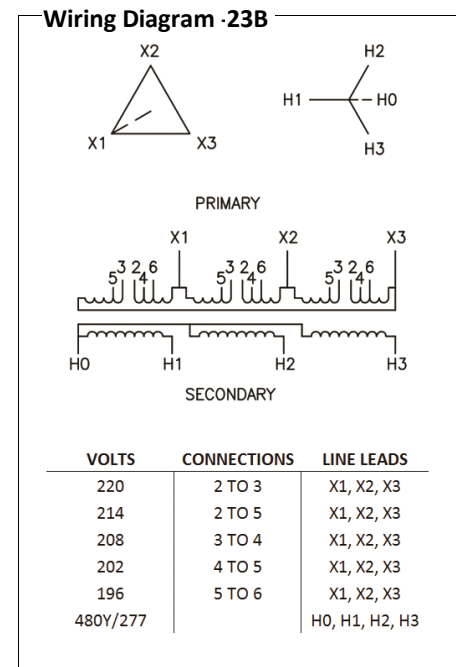 Wiring Diagram ·23B
X2
H2
H1
H0
X1
X3
H3
PRIMARY
X1 X2 X3
5 3 2 4 6 5 3 2 4 6 5 3 2 4 6
H0 H1 H2 H3
SECONDARY
VOLTS CONNECTIONS LINE LEADS
220 2 TO 3 X1, X2, X3
214 2 TO 5 X1, X2, X3
208 3 TO 4 X1, X2, X3
202 4 TO 5 X1, X2, X3
196 5 TO 6 X1, X2, X3
480Y/277 H0, H1, H2, H3